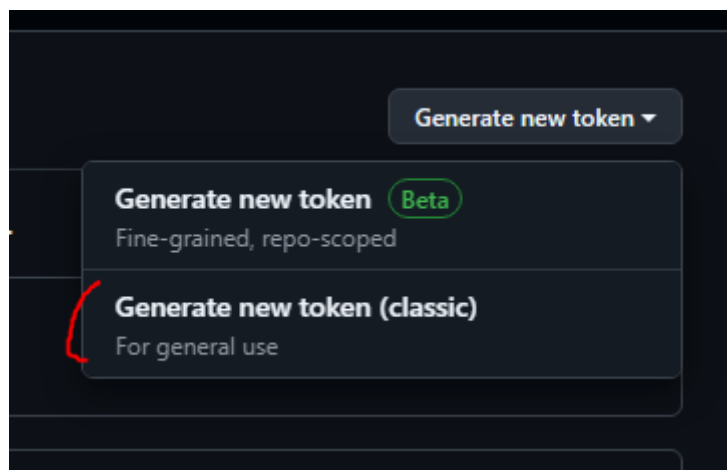 Generate new token
Generate new token Beta
Fine-grained, repo-scoped
Generate new token (classic)
For general use